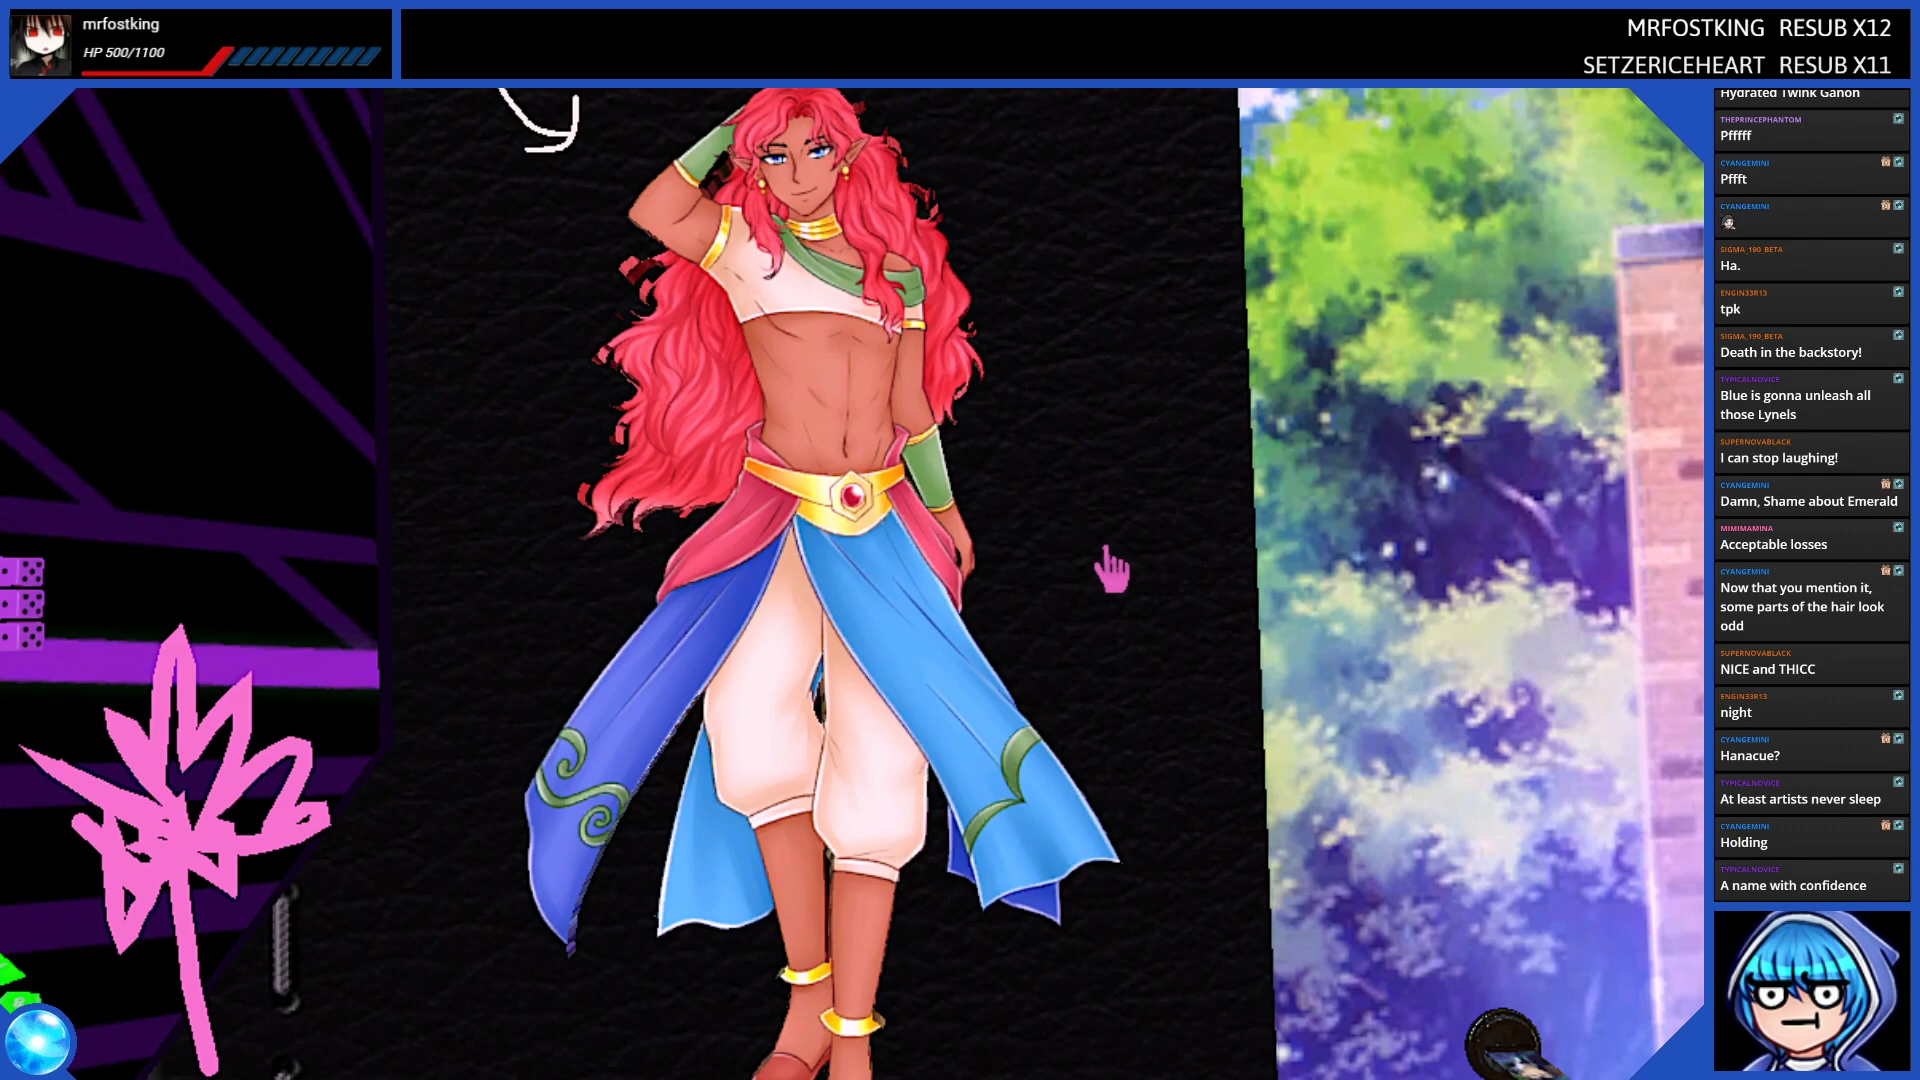 mrfostking
HP 500/1100
MRFOSTKING RESUB X12
SETZERICEHEART RESUB X11
Hydrated Twink Ganon
THEPRINCEPHANTOM
Pfffff
CYANGEMINI
Pffft
CYANGEMINI
SIGMA_190_BETA
Ha.
ENGIN33R13
tpk
SIGMA_190_BETA
Death in the backstory!
TYPICALNOVICE
Blue is gonna unleash all
those Lynels
SUPERNOVABLACK
I can stop laughing!
CYANGEMINI
Damn, Shame about Emerald
MIMIMAMINA
Acceptable losses
CYANGEMINI
Now that you mention it,
some parts of the hair look
odd
SUPERNOVABLACK
NICE and THICC
ENGIN33R13
night
CYANGEMINI
Hanacue?
TYPICALNOVICE
At least artists never sleep
CYANGEMINI
Holding
TYPICALNOVICE
A name with confidence